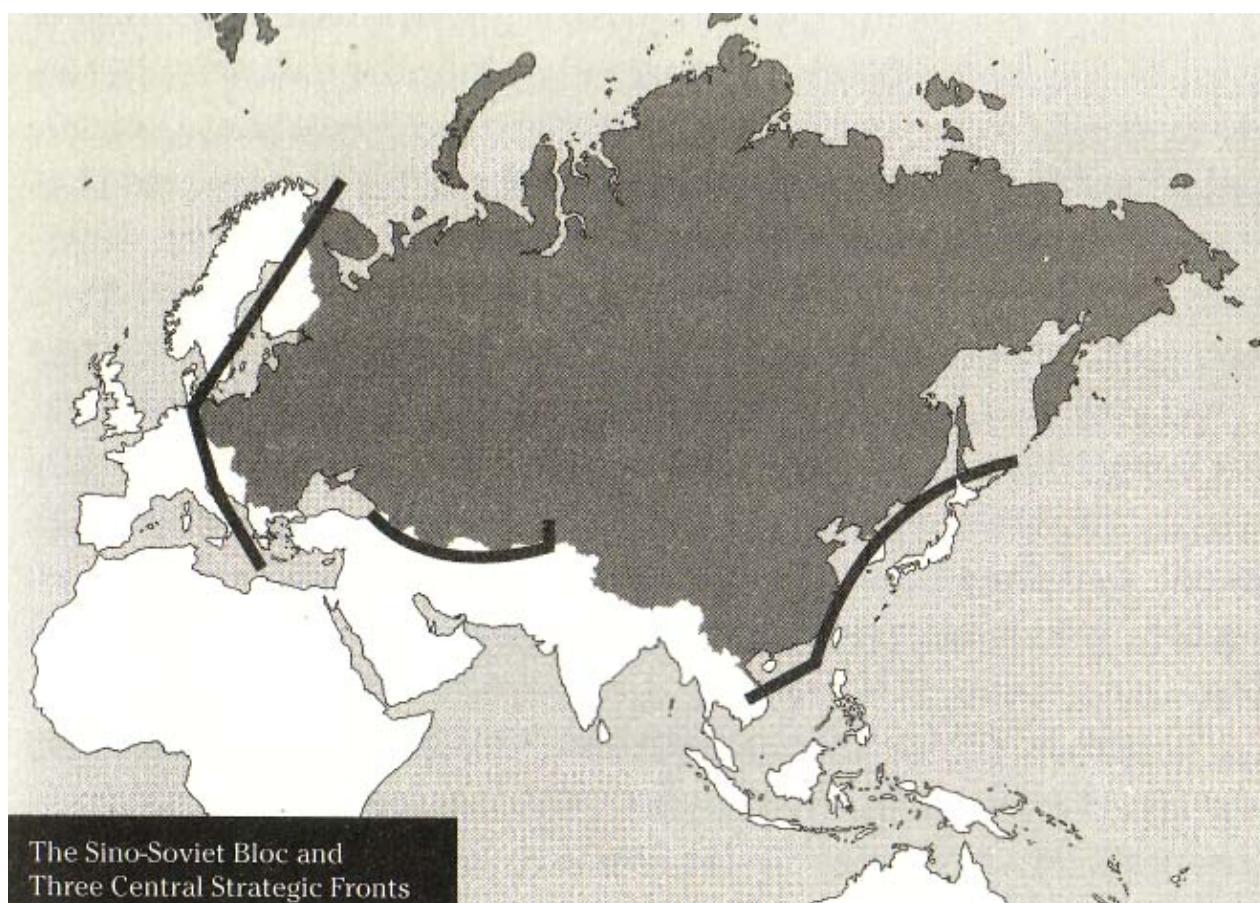 The Sino-Soviet Bloc and
Three Central Strategic Fronts